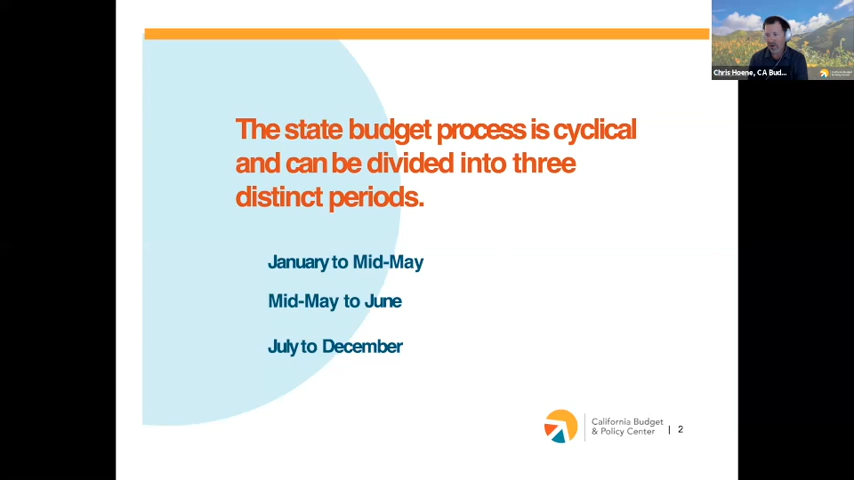 Chris Hoene, CA Bud...
The state budget process is cyclical
and can be divided into three
distinct periods.
January to Mid-May
Mid-May to June
July to December
California Budget
& Policy Center
| 2